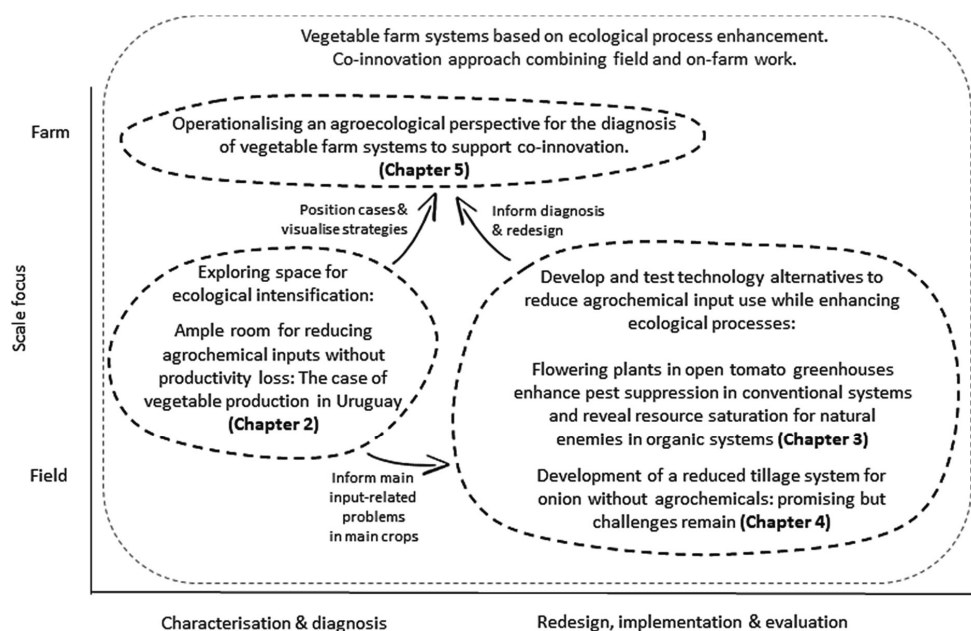 Vegetable farm systems based on ecological process enhancement.
Co-innovation approach combining field and on-farm work.
Farm
Operationalising an agroecological perspective for the diagnosis
of vegetable farm systems to support co-innovation.
(Chapter 5)
Position cases &
visualise strategies
Inform diagnosis
& redesign
Scale focus
Exploring space for
ecological intensification:
Ample room for reducing
agrochemical inputs without
productivity loss: The case of
vegetable production in Uruguay
(Chapter 2)
Develop and test technology alternatives to
reduce agrochemical input use while enhancing
ecological processes:
Flowering plants in open tomato greenhouses
enhance pest suppression in conventional systems
and reveal resource saturation for natural
enemies in organic systems (Chapter 3)
Development of a reduced tillage system for
onion without agrochemicals: promising but
challenges remain (Chapter 4)
Field
Inform main
input-related
problems
in main crops
Characterisation & diagnosis
Redesign, implementation & evaluation